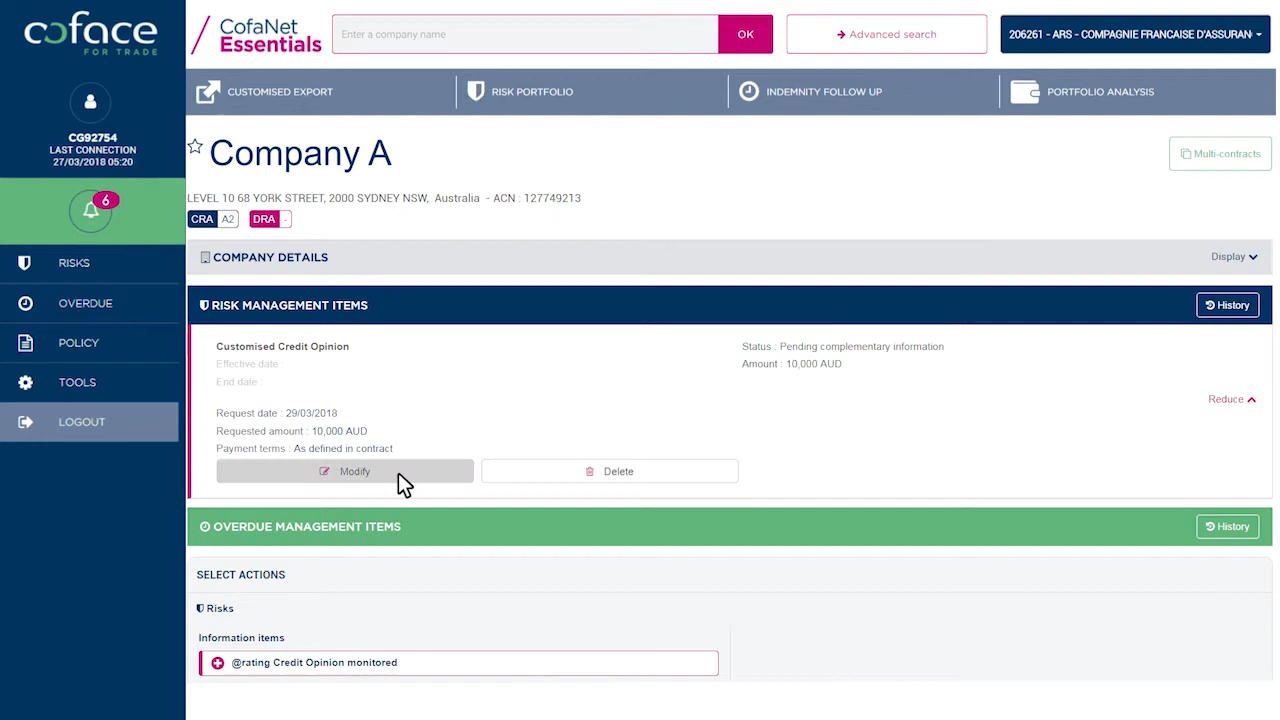 coface
FOR TRADE
CofaNet
Essentials
Enter a company name
OK
Advanced search
206261 - ARS - COMPAGNIE FRANCAISE D'ASSURAN
CUSTOMISED EXPORT
RISK PORTFOLIO
INDEMNITY FOLLOW UP
PORTFOLIO ANALYSIS
CG92754
LAST CONNECTION
27/03/2018 05:20
6
RISKS
OVERDUE
POLICY
TOOLS
LOGOUT
Company A
Multi-contracts
LEVEL 10 68 YORK STREET, 2000 SYDNEY NSW, Australia - ACN : 127749213
CRA A2 DRA -
COMPANY DETAILS
Display
RISK MANAGEMENT ITEMS
History
Customised Credit Opinion
Effective date :
End date :
Status : Pending complementary information
Amount : 10,000 AUD
Reduce
Request date : 29/03/2018
Requested amount : 10,000 AUD
Payment terms : As defined in contract
Modify
Delete
OVERDUE MANAGEMENT ITEMS
History
SELECT ACTIONS
Risks
Information items
@rating Credit Opinion monitored